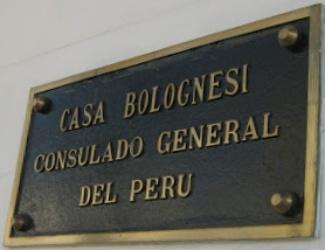 CASA BOLOGNESI
CONSULADO GENERAL
DEL PERU